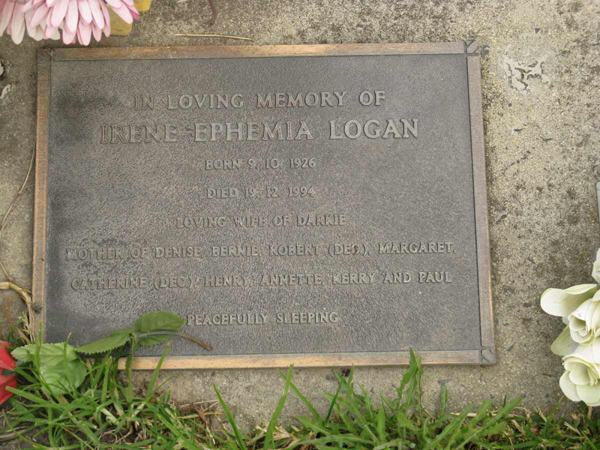 IN LOVING MEMORY OF
IRENE EPHEMIA LOGAN
BORN 9. 10. 1926
DIED 19. 12. 1994
LOVING WIFE OF DARKIE
MOTHER OF DENISE, BERNIE, ROBERT (DEC), MARGARET,
CATHERINE (DEC), HENRY, ANNETTE, KERRY AND PAUL
PEACEFULLY SLEEPING